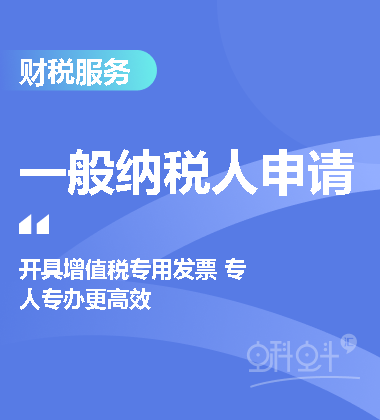 财税服务
一般纳税人申请
开具增值税专用发票 专
人专办更高效